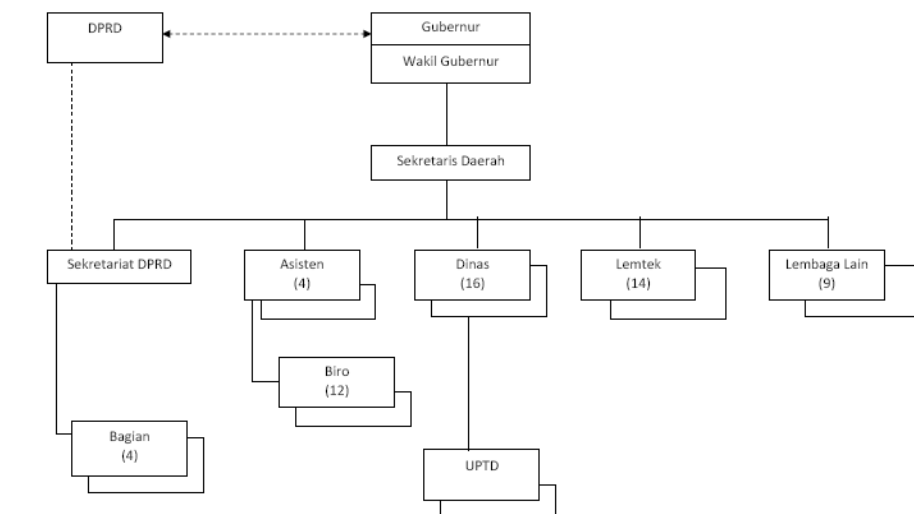 DPRD
Gubernur
Wakil Gubernur
Sekretaris Daerah
Sekretariat DPRD
Asisten
(4)
Dinas
(16)
Lemtek
(14)
Lembaga Lain
(9)
Biro
(12)
Bagian
(4)
UPTD